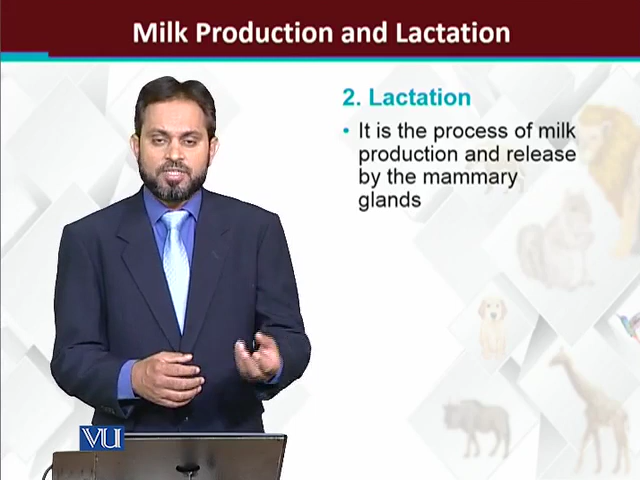 Milk Production and Lactation
2. Lactation
• It is the process of milk
production and release
by the mammary
glands
VU